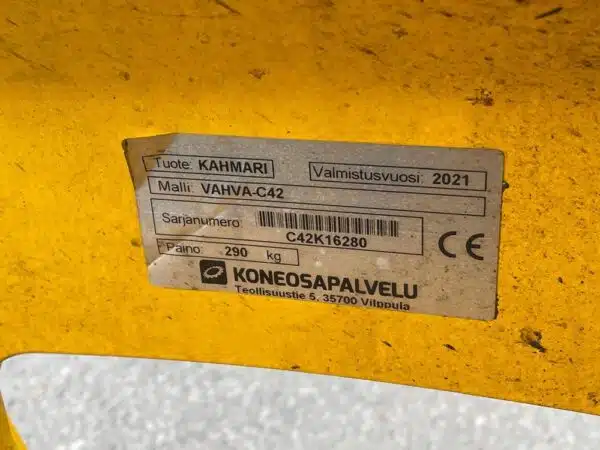 Tuote: KAHMARI Valmistusvuosi: 2021
Malli: VAHVA-C42
Sarjanumero:
C42K16280
Paino: 290 kg
CE
KONEOSAPALVELU
Teollisuustie 5, 35700 Vilppula